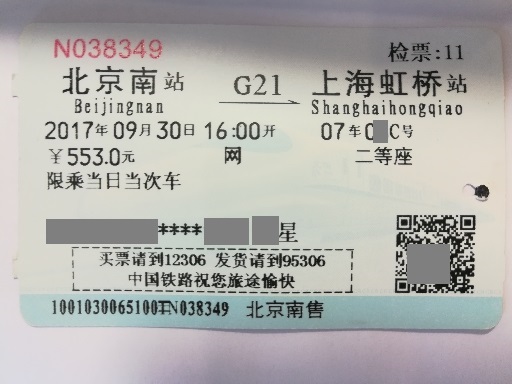 N038349 检票:11
北京南站 G21 上海虹桥站
Beijingnan Shanghaihongqiao
2017年09月30日 16:00开 07车0 C号
￥553.0元 网 二等座
限乘当日当次车
**** 星
买票请到12306 发货请到95306
中国铁路祝您旅途愉快
10010300651001N038349 北京南售